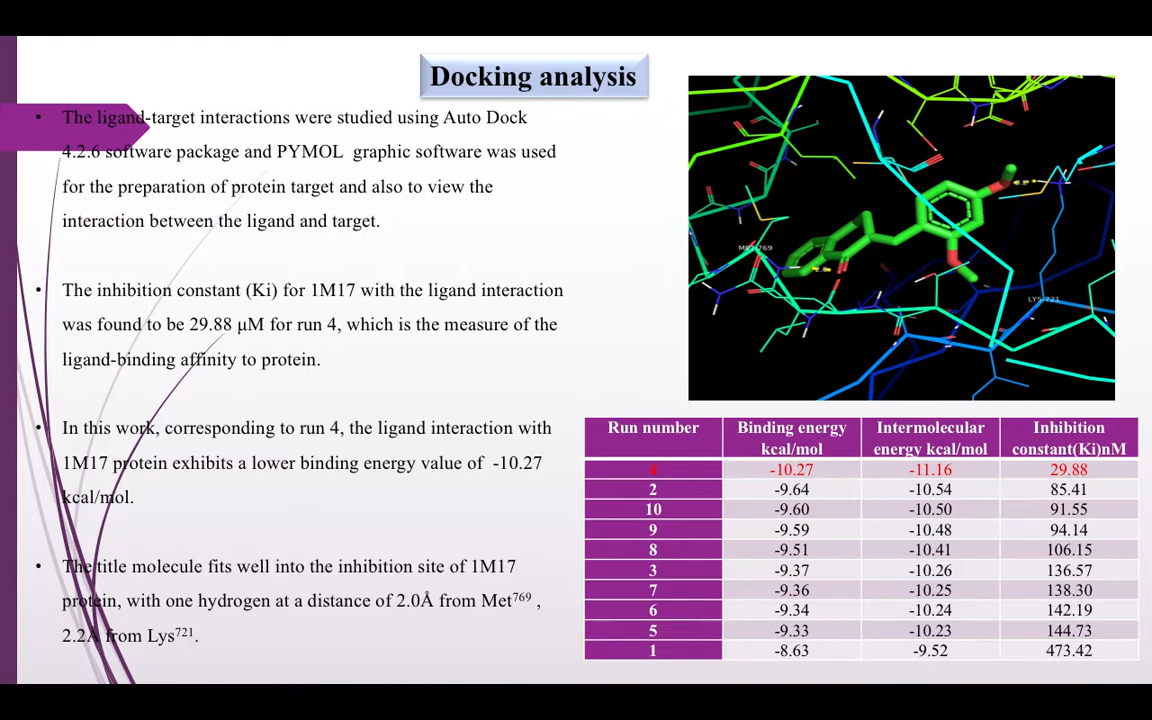 Docking analysis
• The ligand-target interactions were studied using Auto Dock
4.2.6 software package and PYMOL graphic software was used
for the preparation of protein target and also to view the
interaction between the ligand and target.
• The inhibition constant (Ki) for 1M17 with the ligand interaction
was found to be 29.88 μM for run 4, which is the measure of the
ligand-binding affinity to protein.
• In this work, corresponding to run 4, the ligand interaction with
1M17 protein exhibits a lower binding energy value of -10.27
kcal/mol.
• The title molecule fits well into the inhibition site of 1M17
protein, with one hydrogen at a distance of 2.0Å from Met⁷⁶⁹ ,
2.2Å from Lys⁷²¹.
MET 769
LYS 721
Run number Binding energy kcal/mol Intermolecular energy kcal/mol Inhibition constant(Ki)nM
4 -10.27 -11.16 29.88
2 -9.64 -10.54 85.41
10 -9.60 -10.50 91.55
9 -9.59 -10.48 94.14
8 -9.51 -10.41 106.15
3 -9.37 -10.26 136.57
7 -9.36 -10.25 138.30
6 -9.34 -10.24 142.19
5 -9.33 -10.23 144.73
1 -8.63 -9.52 473.42